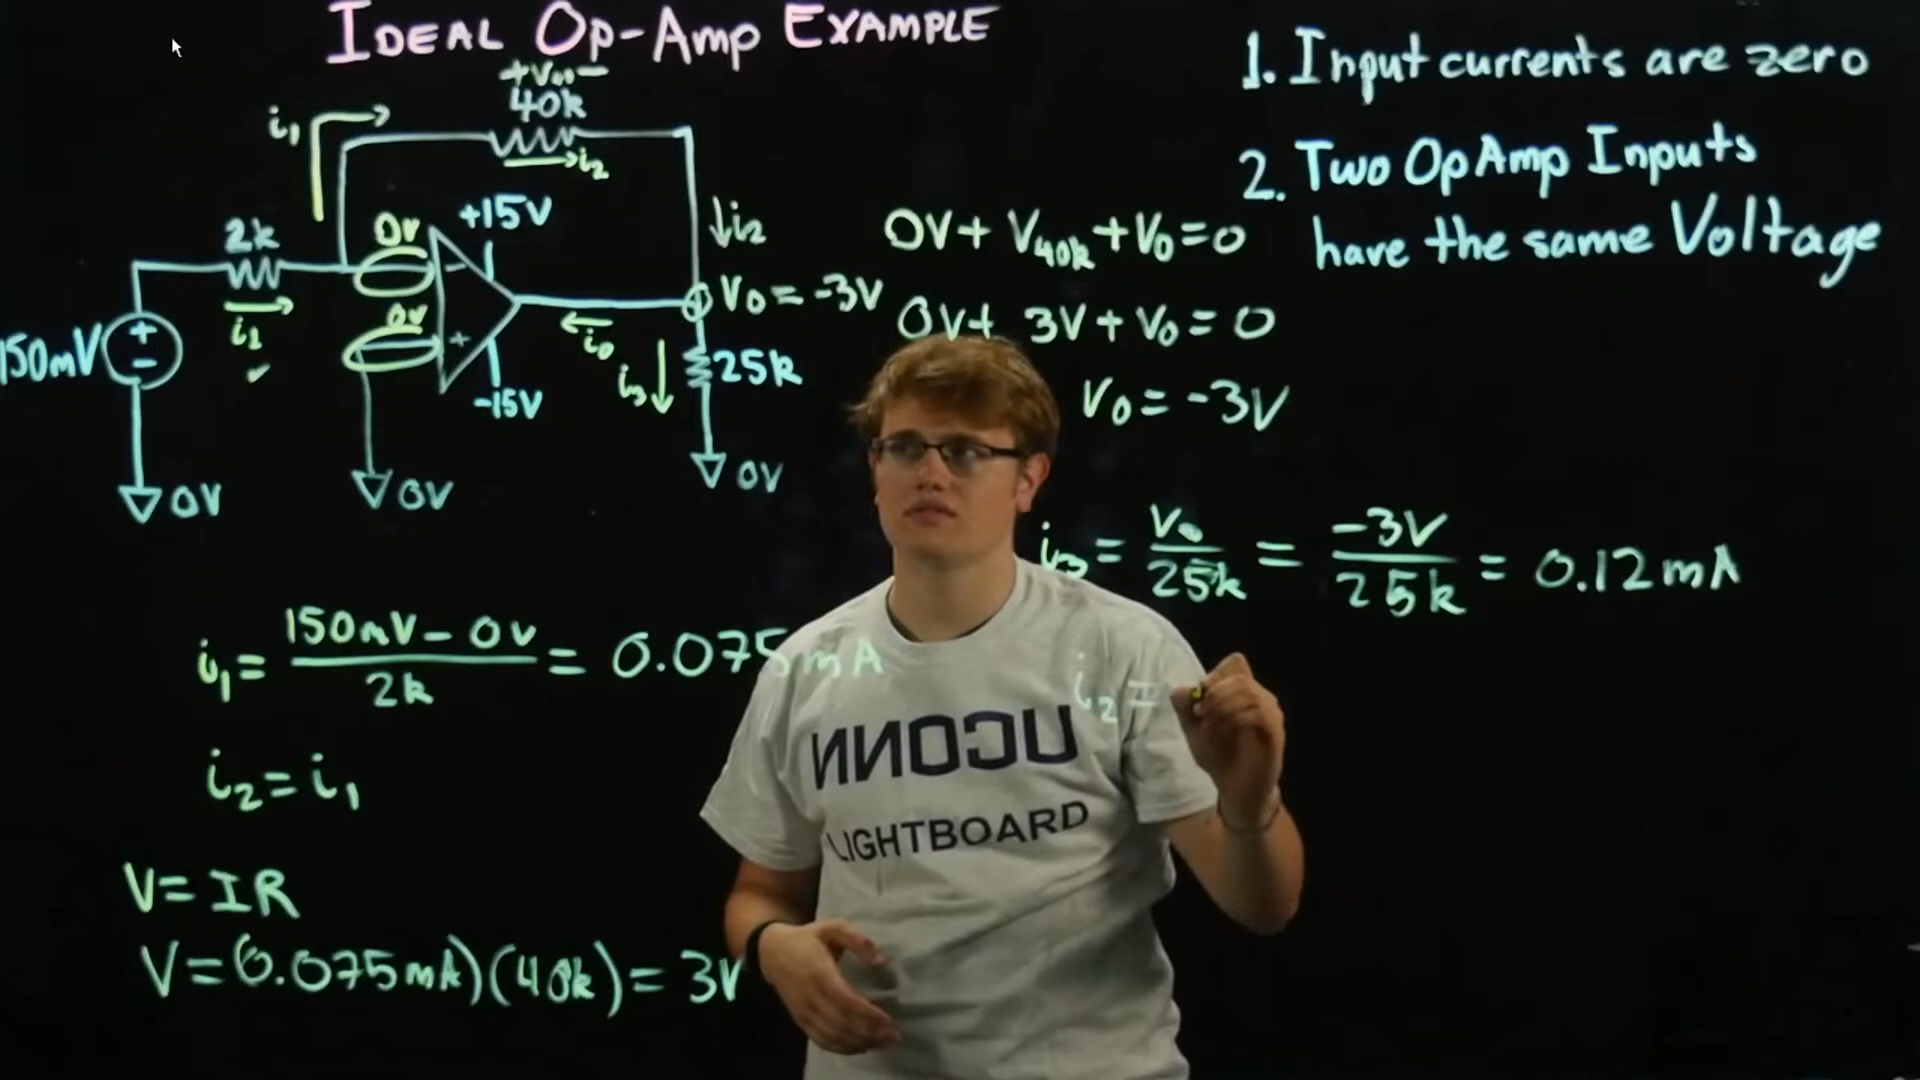 IDEAL Op-Amp EXAMPLE
1. Input currents are zero
2. Two OpAmp Inputs
have the same Voltage
40k
i₁
i₂
2k
+15V
0V
0V
-15V
150mV
+
-
-
+
i₁
i₂
V₀ = -3V
i₀
i₃
25k
0V
0V
0V
0V + V₄₀ₖ + V₀ = 0
0V + 3V + V₀ = 0
V₀ = -3V
i₃ = V₀/25k = -3V/25k = 0.12mA
i₂ =
i₁ = 150mV - 0V/2k = 0.075mA
i₂ = i₁
V = IR
V = (0.075mA)(40k) = 3V
UCONN
LIGHTBOARD